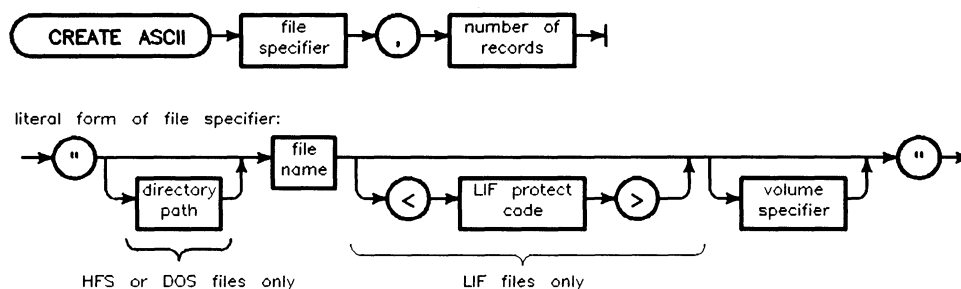 CREATE ASCII
file
specifier
,
number of
records
literal form of file specifier:
"
directory
path
file
name
<
LIF protect
code
>
volume
specifier
"
HFS or DOS files only
LIF files only